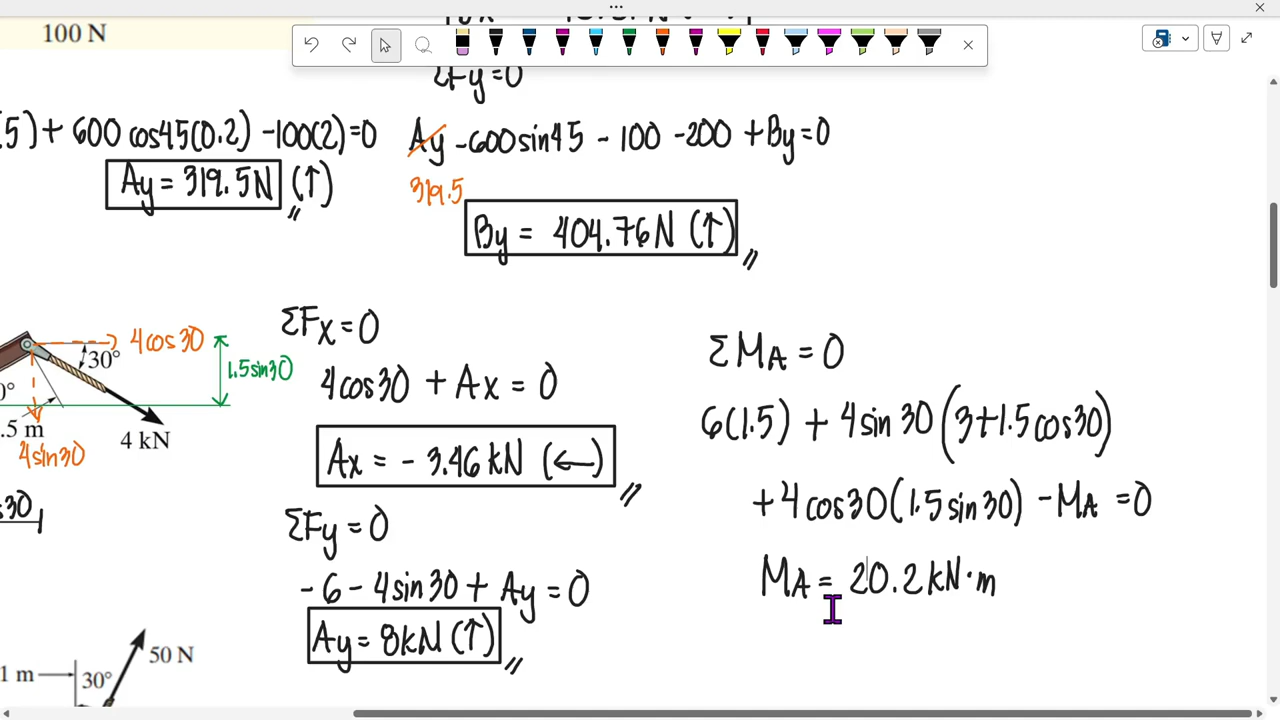 100 N
ΣFy=0
.5) + 600 cos45(0.2) -100(2)=0
Ay = 319.5N (↑)
Ay -600sin45 - 100 -200 +By=0
319.5
By = 404.76N (↑)
4cos30
30°
1.5sin30
0°
.5 m
4 kN
4sin30
ΣFx=0
4cos30 + Ax = 0
Ax = - 3.46 kN (←)
ΣFy = 0
- 6 - 4sin30 + Ay = 0
Ay = 8kN (↑)
ΣMA = 0
6(1.5) + 4sin 30 (3+1.5cos30)
+4cos30(1.5sin30) -MA =0
MA = 20.2 kN·m
50 N
1 m
30°